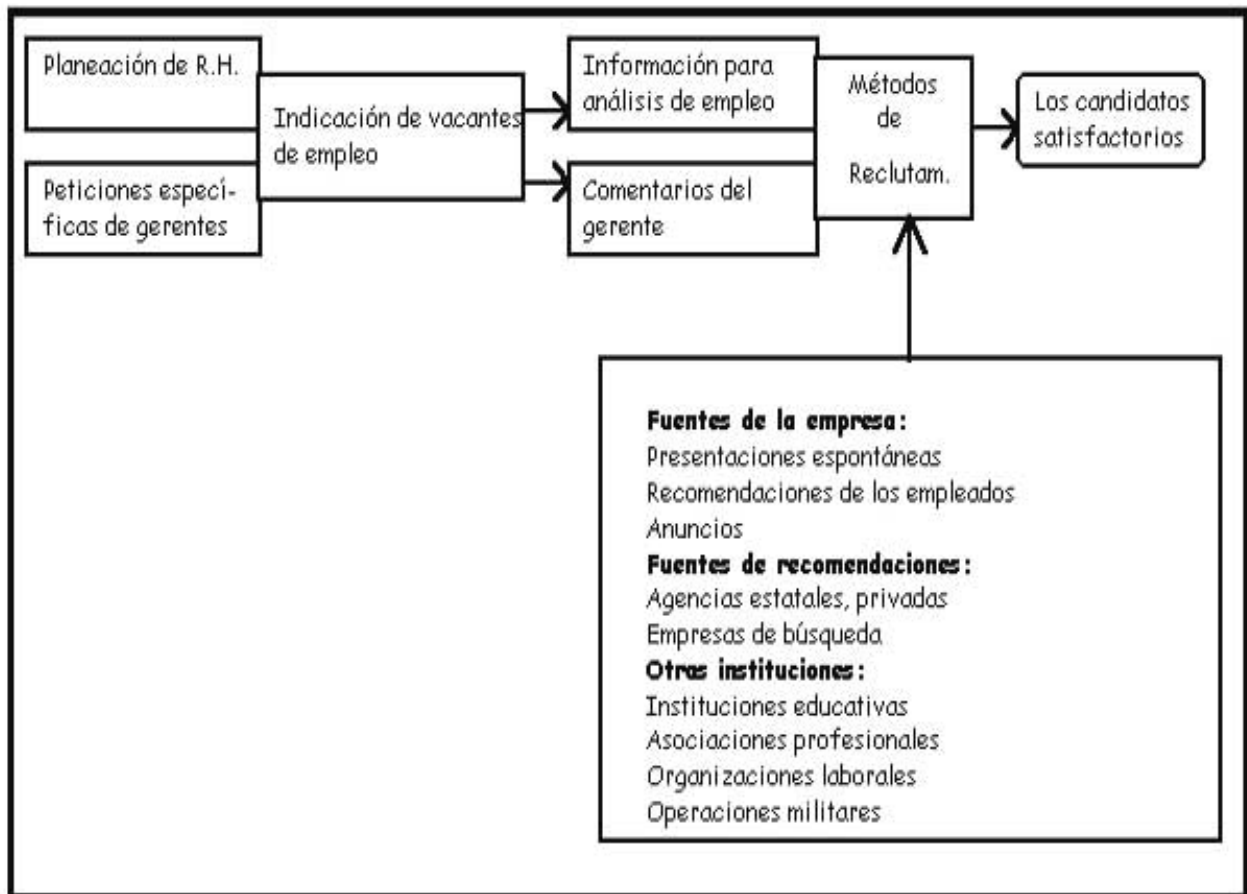 Planeación de R.H.
Peticiones especí-
ficas de gerentes
Indicación de vacantes
de empleo
Información para
análisis de empleo
Comentarios del
gerente
Métodos
de
Reclutam.
Los candidatos
satisfactorios
Fuentes de la empresa:
Presentaciones espontáneas
Recomendaciones de los empleados
Anuncios
Fuentes de recomendaciones:
Agencias estatales, privadas
Empresas de búsqueda
Otras instituciones:
Instituciones educativas
Asociaciones profesionales
Organizaciones laborales
Operaciones militares